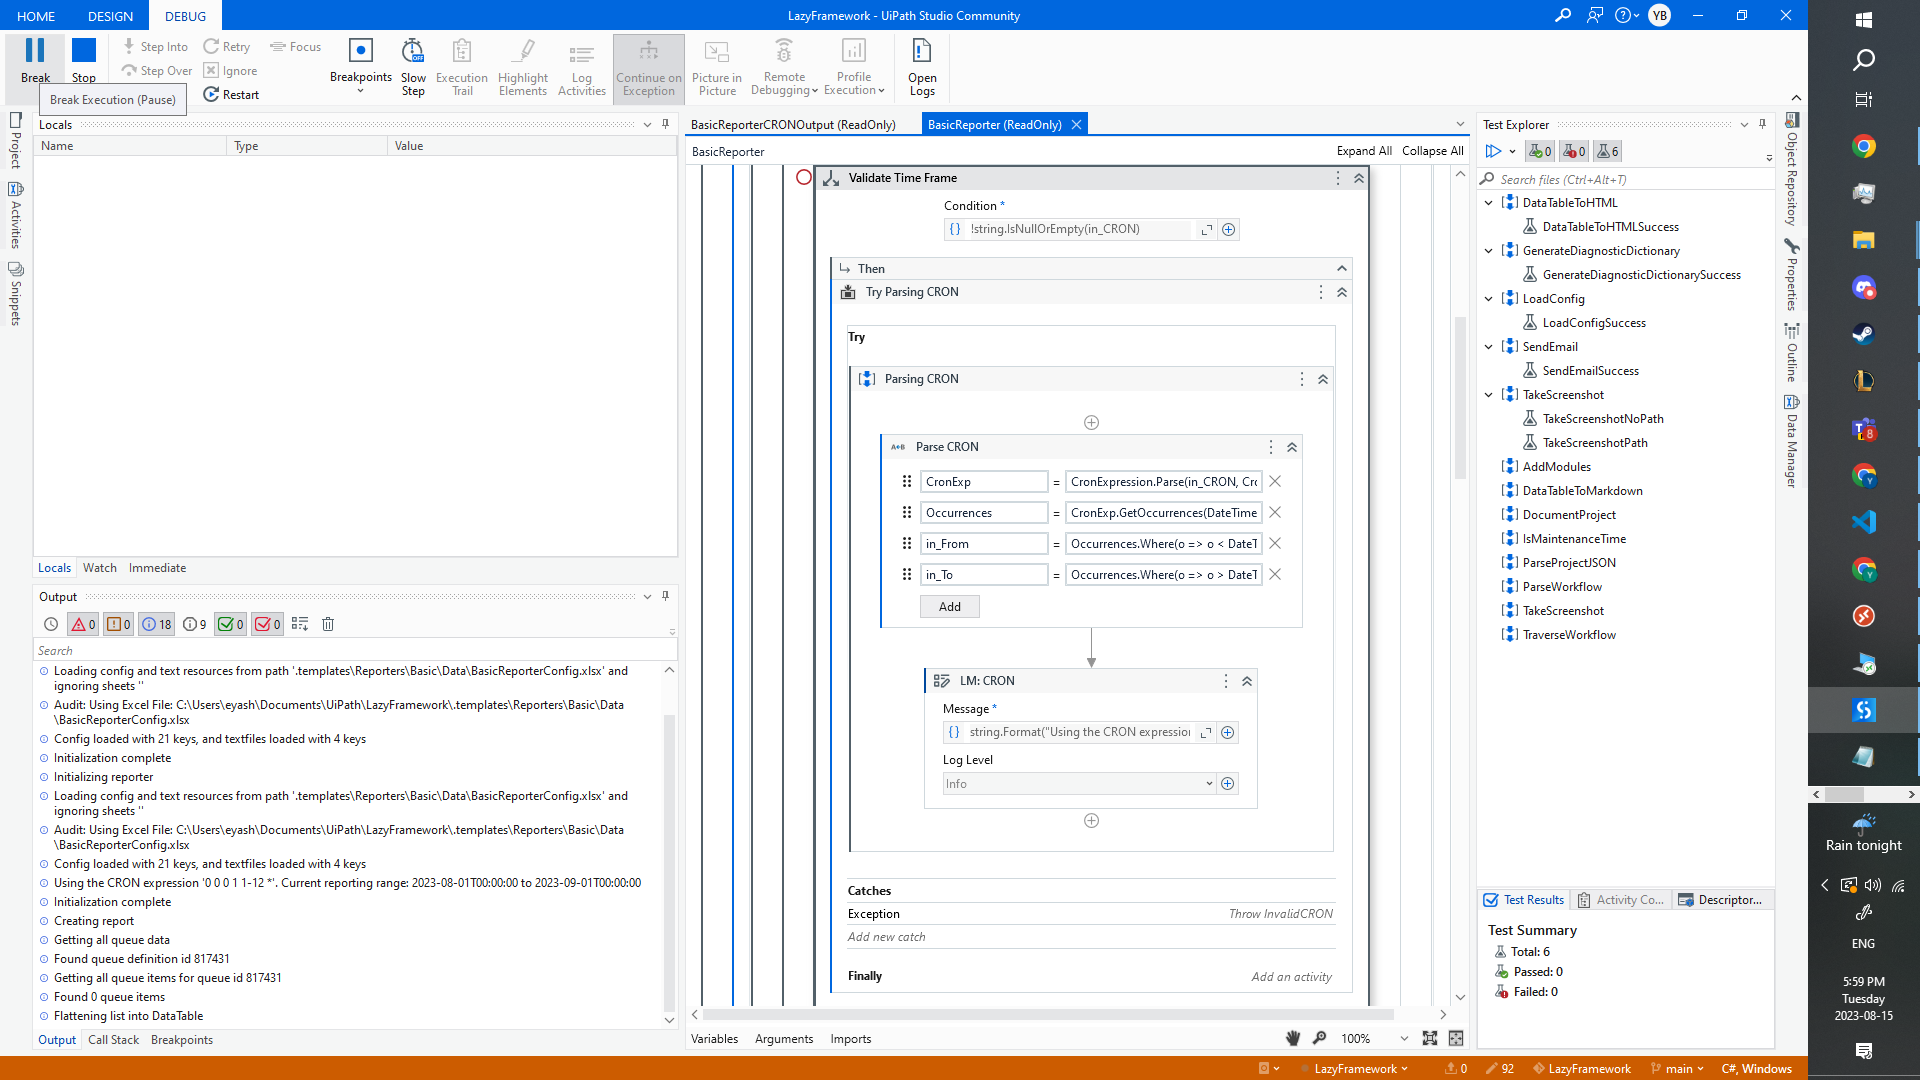 HOME
DESIGN
DEBUG
LazyFramework - UiPath Studio Community
YB
Break
Stop
Step Into
Step Over
Retry
Ignore
Restart
Focus
Breakpoints
Slow Step
OFF
Execution Trail
Highlight Elements
Log Activities
Continue on Exception
Picture in Picture
Remote Debugging
Profile Execution
Open Logs
Break Execution (Pause)
Project
Activities
Snippets
Locals
Name
Type
Value
Locals
Watch
Immediate
Output
0
0
18
9
0
0
Search
Loading config and text resources from path '.templates\Reporters\Basic\Data\BasicReporterConfig.xlsx' and
ignoring sheets ''
Audit: Using Excel File: C:\Users\eyash\Documents\UiPath\LazyFramework\.templates\Reporters\Basic\Data
\BasicReporterConfig.xlsx
Config loaded with 21 keys, and textfiles loaded with 4 keys
Initialization complete
Initializing reporter
Loading config and text resources from path '.templates\Reporters\Basic\Data\BasicReporterConfig.xlsx' and
ignoring sheets ''
Audit: Using Excel File: C:\Users\eyash\Documents\UiPath\LazyFramework\.templates\Reporters\Basic\Data
\BasicReporterConfig.xlsx
Config loaded with 21 keys, and textfiles loaded with 4 keys
Using the CRON expression '0 0 0 1 1-12 *'. Current reporting range: 2023-08-01T00:00:00 to 2023-09-01T00:00:00
Initialization complete
Creating report
Getting all queue data
Found queue definition id 817431
Getting all queue items for queue id 817431
Found 0 queue items
Flattening list into DataTable
Output
Call Stack
Breakpoints
BasicReporterCRONOutput (ReadOnly)
BasicReporter (ReadOnly)
BasicReporter
Expand All
Collapse All
Validate Time Frame
Condition *
!string.IsNullOrEmpty(in_CRON)
Then
Try Parsing CRON
Try
Parsing CRON
A+B
Parse CRON
CronExp = CronExpression.Parse(in_CRON, Cr
Occurrences = CronExp.GetOccurrences(DateTime
in_From = Occurrences.Where(o => o < DateT
in_To = Occurrences.Where(o => o > DateT
Add
LM: CRON
Message *
string.Format("Using the CRON expression
Log Level
Info
Catches
Exception
Throw InvalidCRON
Add new catch
Finally
Add an activity
Variables
Arguments
Imports
100%
Test Explorer
0
0
6
Search files (Ctrl+Alt+T)
DataTableToHTML
DataTableToHTMLSuccess
GenerateDiagnosticDictionary
GenerateDiagnosticDictionarySuccess
LoadConfig
LoadConfigSuccess
SendEmail
SendEmailSuccess
TakeScreenshot
TakeScreenshotNoPath
TakeScreenshotPath
AddModules
DataTableToMarkdown
DocumentProject
IsMaintenanceTime
ParseProjectJSON
ParseWorkflow
TakeScreenshot
TraverseWorkflow
Test Results
Activity Co...
Descriptor...
Test Summary
Total: 6
Passed: 0
Failed: 0
Object Repository
Properties
Outline
Data Manager
8
Rain tonight
ENG
5:59 PM
Tuesday
2023-08-15
LazyFramework
0
92
LazyFramework
main
C#, Windows